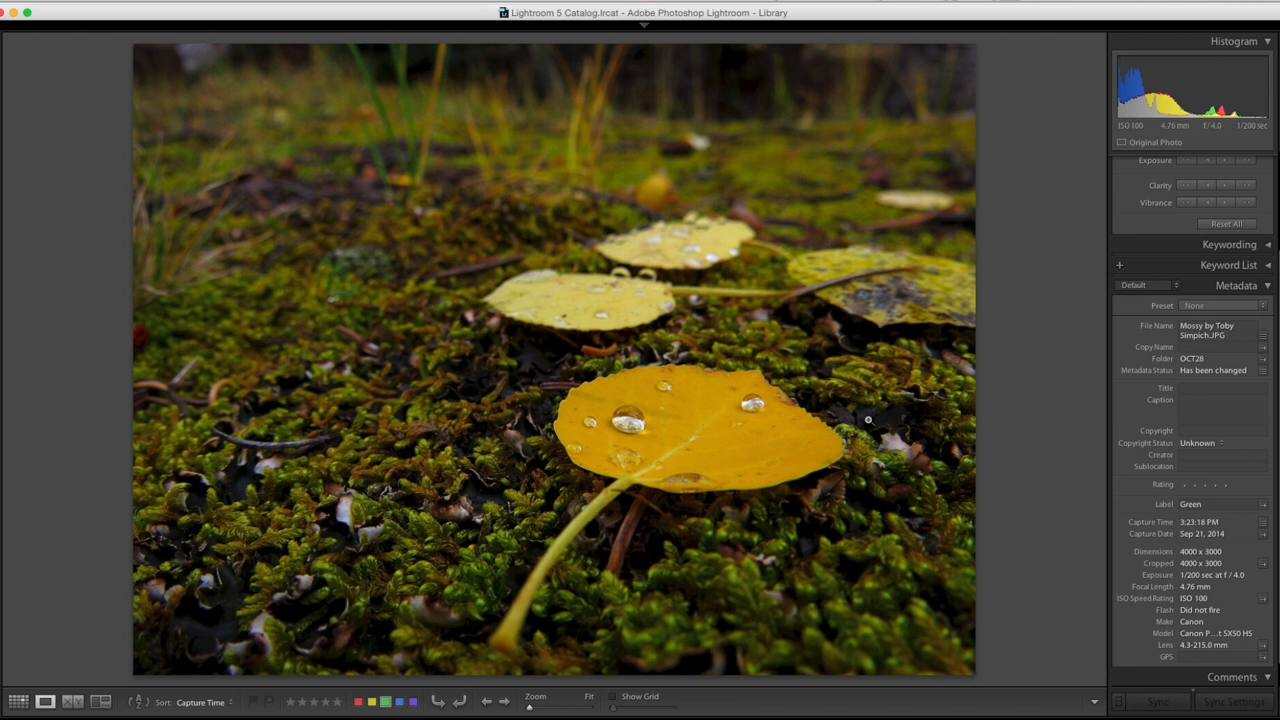 Lightroom 5 Catalog.lrcat - Adobe Photoshop Lightroom - Library
Histogram
ISO 100 4.76 mm f / 4.0 1/200 sec
Original Photo
Exposure
Clarity
Vibrance
Reset All
Keywording
+ Keyword List
Default Metadata
Preset None
File Name Mossy by Toby
Simpich.JPG
Copy Name
Folder OCT28
Metadata Status Has been changed
Title
Caption
Copyright
Copyright Status Unknown
Creator
Sublocation
Rating . . . . .
Label Green
Capture Time 3:23:18 PM
Capture Date Sep 21, 2014
Dimensions 4000 x 3000
Cropped 4000 x 3000
Exposure 1/200 sec at f / 4.0
Focal Length 4.76 mm
ISO Speed Rating ISO 100
Flash Did not fire
Make Canon
Model Canon P...t SX50 HS
Lens 4.3-215.0 mm
GPS
Comments
XY Sort: Capture Time Zoom Fit Show Grid
Sync Sync Settings